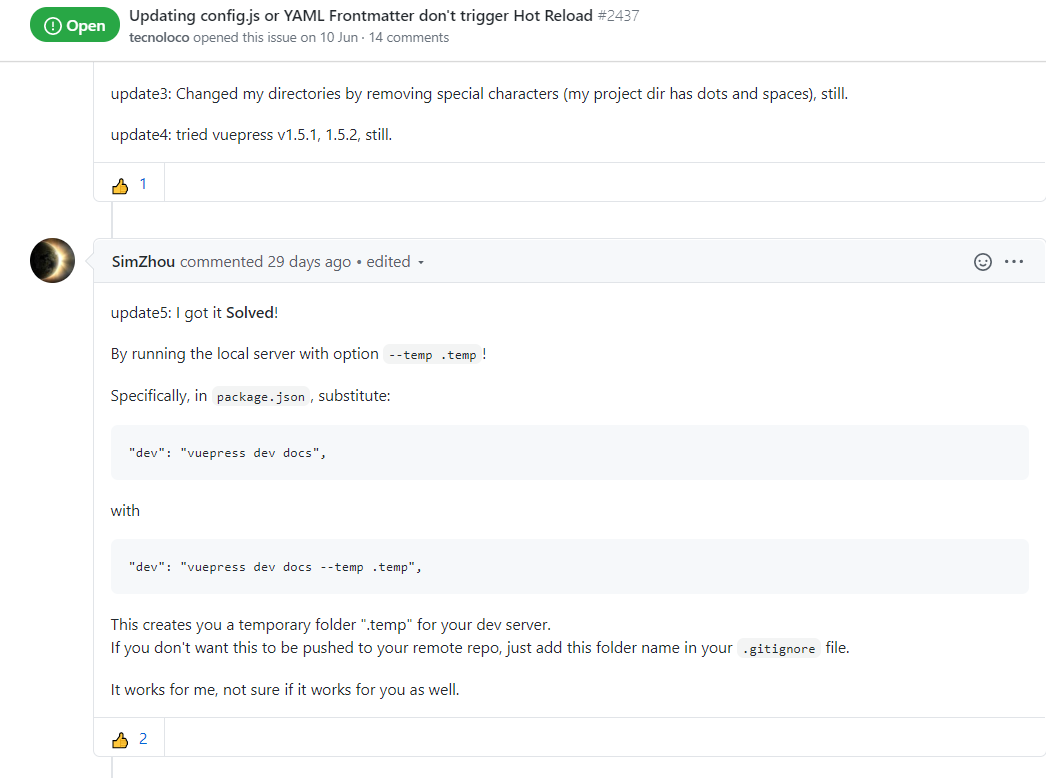 Open
Updating config.js or YAML Frontmatter don't trigger Hot Reload #2437
tecnoloco opened this issue on 10 Jun · 14 comments
update3: Changed my directories by removing special characters (my project dir has dots and spaces), still.
update4: tried vuepress v1.5.1, 1.5.2, still.
👍 1
SimZhou commented 29 days ago • edited
update5: I got it Solved!
By running the local server with option --temp .temp !
Specifically, in package.json , substitute:
"dev": "vuepress dev docs",
with
"dev": "vuepress dev docs --temp .temp",
This creates you a temporary folder ".temp" for your dev server.
If you don't want this to be pushed to your remote repo, just add this folder name in your .gitignore file.
It works for me, not sure if it works for you as well.
👍 2